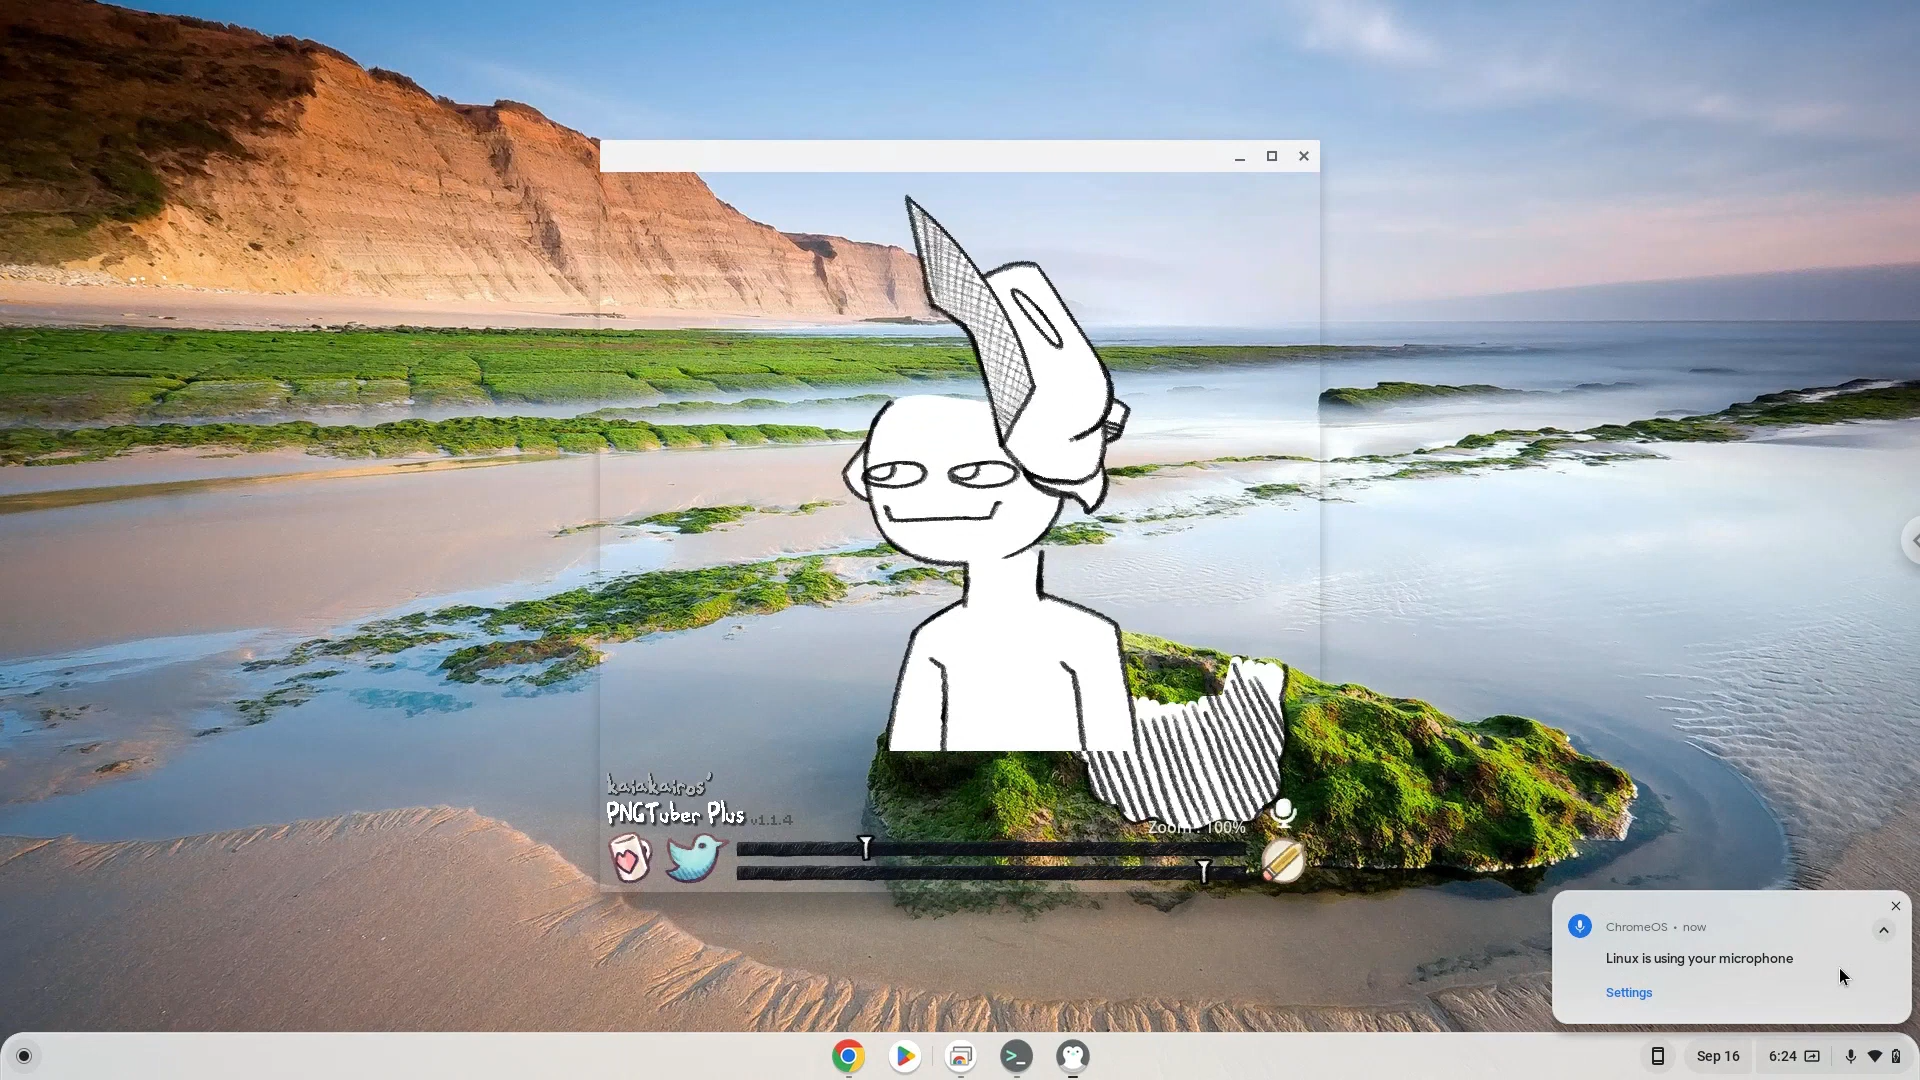 kaiakairos'
PNGTuber Plus v1.1.4
Zoom : 100%
ChromeOS • now
Linux is using your microphone
Settings
Sep 16
6:24